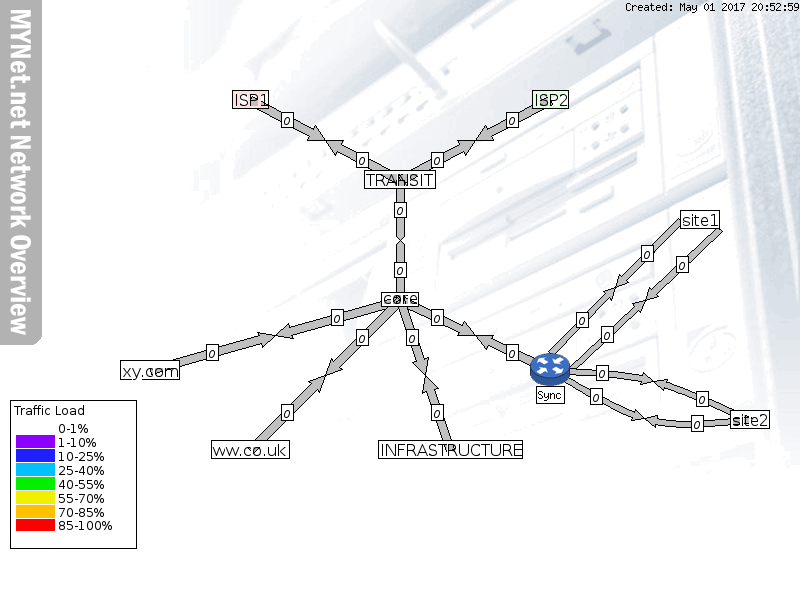 Created: May 01 2017 20:52:59
MYNet.net Network Overview
ISP1
ISP2
0
0
0
0
TRANSIT
0
site1
0
0
0
core
0
0
0
0
0
0
0
0
xy.com
0
0
Sync
0
0
0
0
site2
ww.co.uk
INFRASTRUCTURE
Traffic Load
0-1%
1-10%
10-25%
25-40%
40-55%
55-70%
70-85%
85-100%